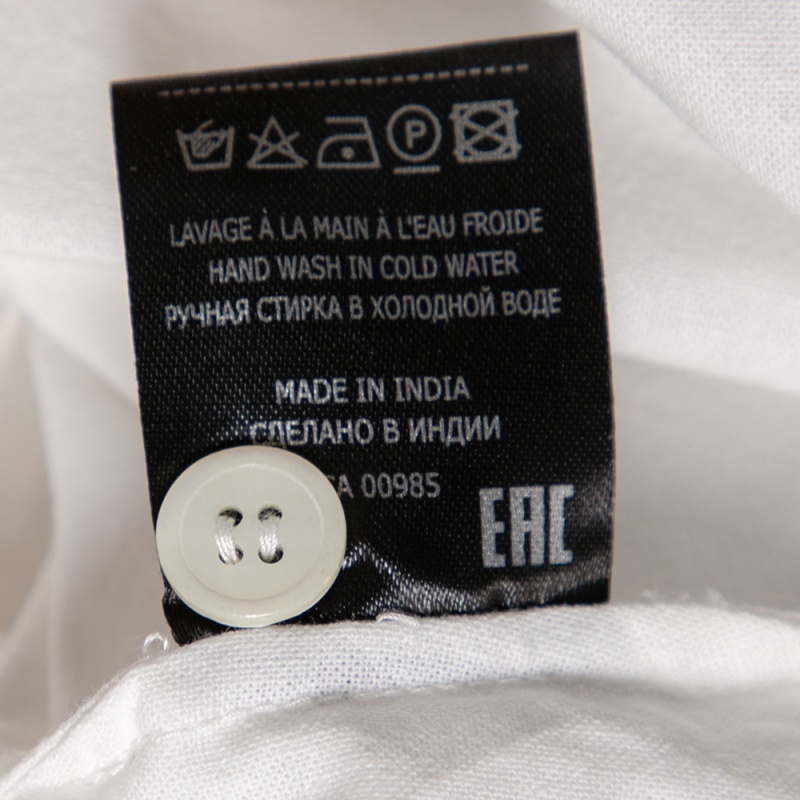 P
LAVAGE À LA MAIN À L'EAU FROIDE
HAND WASH IN COLD WATER
РУЧНАЯ СТИРКА В ХОЛОДНОЙ ВОДЕ
MADE IN INDIA
СДЕЛАНО В ИНДИИ
00985
EAC